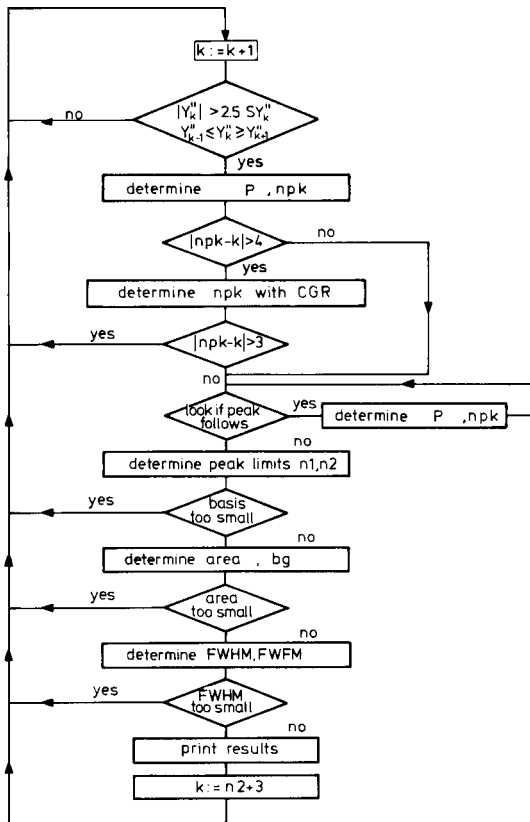 k:=k+1
|Y"k| >2.5 SY"k
Y"k-1 ≤ Y"k ≥ Y"k+1
no
yes
determine P ,npk
|npk-k|>4
no
yes
determine npk with CGR
|npk-k|>3
yes
no
look if peak
follows
yes
determine P ,npk
no
determine peak limits n1,n2
basis
too small
yes
no
determine area , bg
area
too small
yes
no
determine FWHM,FWFM
FWHM
too small
yes
no
print results
k:=n2+3